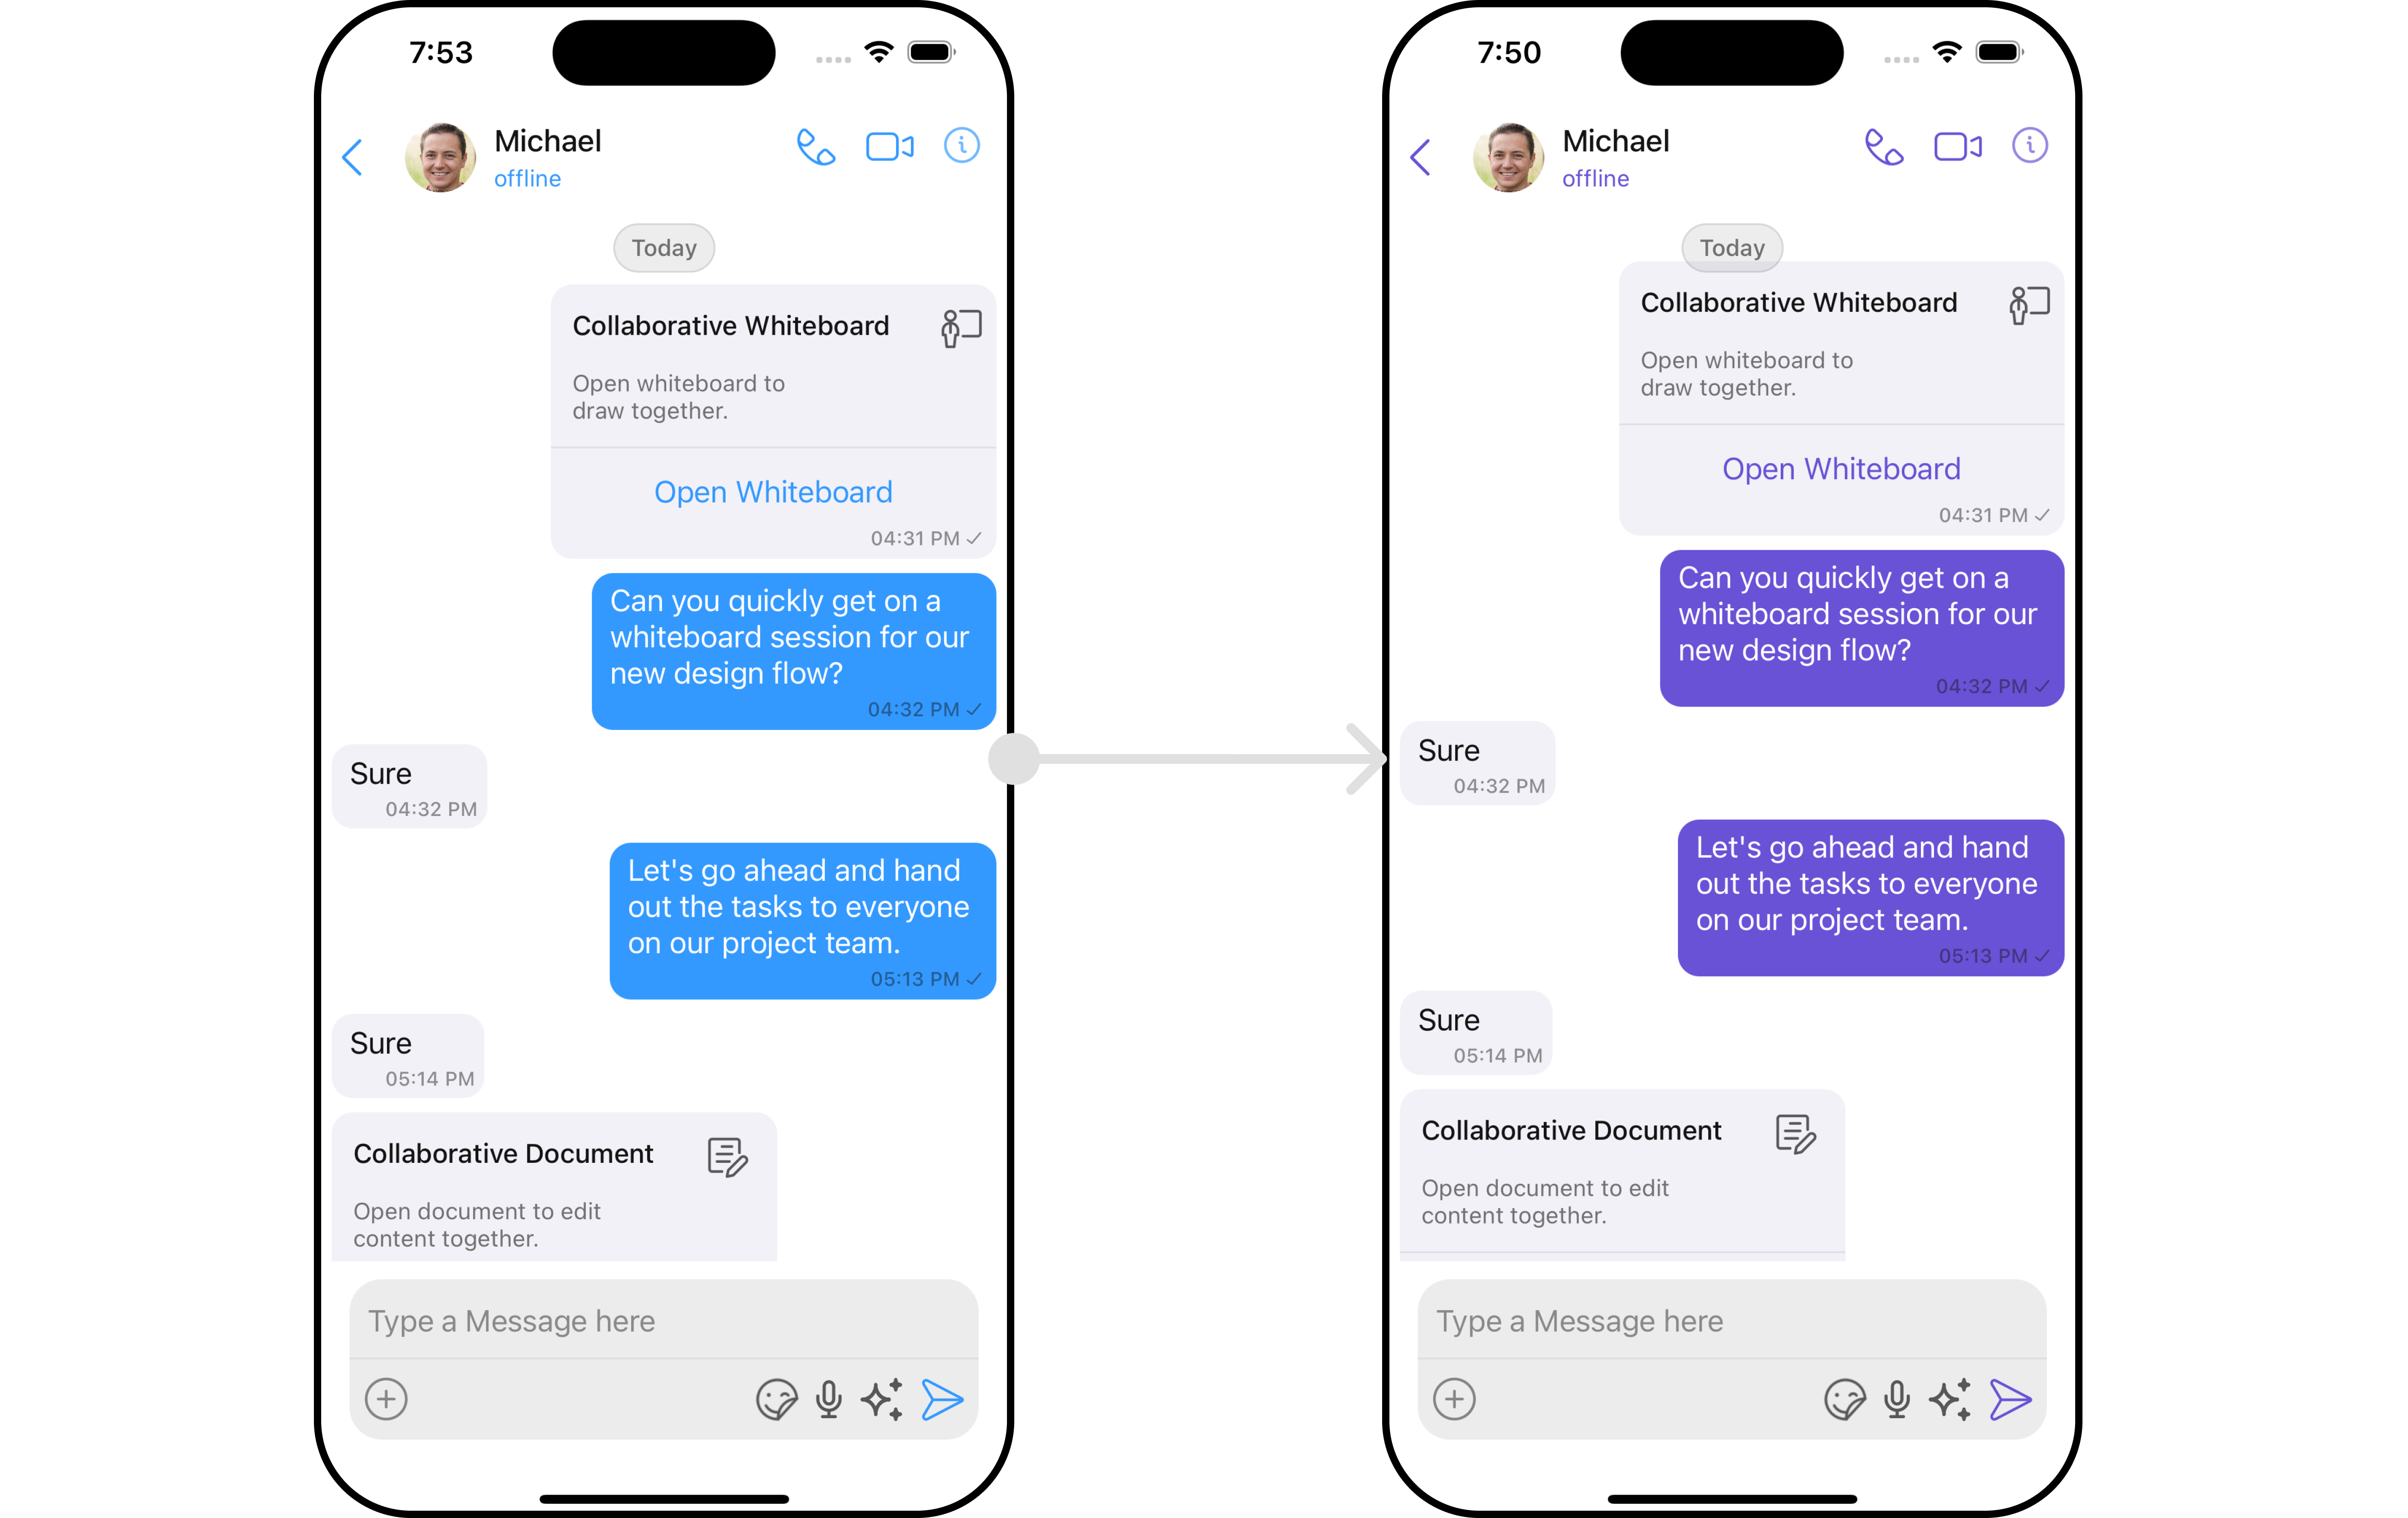 7:53
Michael
offline
Today
Collaborative Whiteboard
Open whiteboard to
draw together.
Open Whiteboard
04:31 PM
Can you quickly get on a
whiteboard session for our
new design flow?
04:32 PM
Sure
04:32 PM
Let's go ahead and hand
out the tasks to everyone
on our project team.
05:13 PM
Sure
05:14 PM
Collaborative Document
Open document to edit
content together.
Type a Message here
7:50
Michael
offline
Today
Collaborative Whiteboard
Open whiteboard to
draw together.
Open Whiteboard
04:31 PM
Can you quickly get on a
whiteboard session for our
new design flow?
04:32 PM
Sure
04:32 PM
Let's go ahead and hand
out the tasks to everyone
on our project team.
05:13 PM
Sure
05:14 PM
Collaborative Document
Open document to edit
content together.
Type a Message here